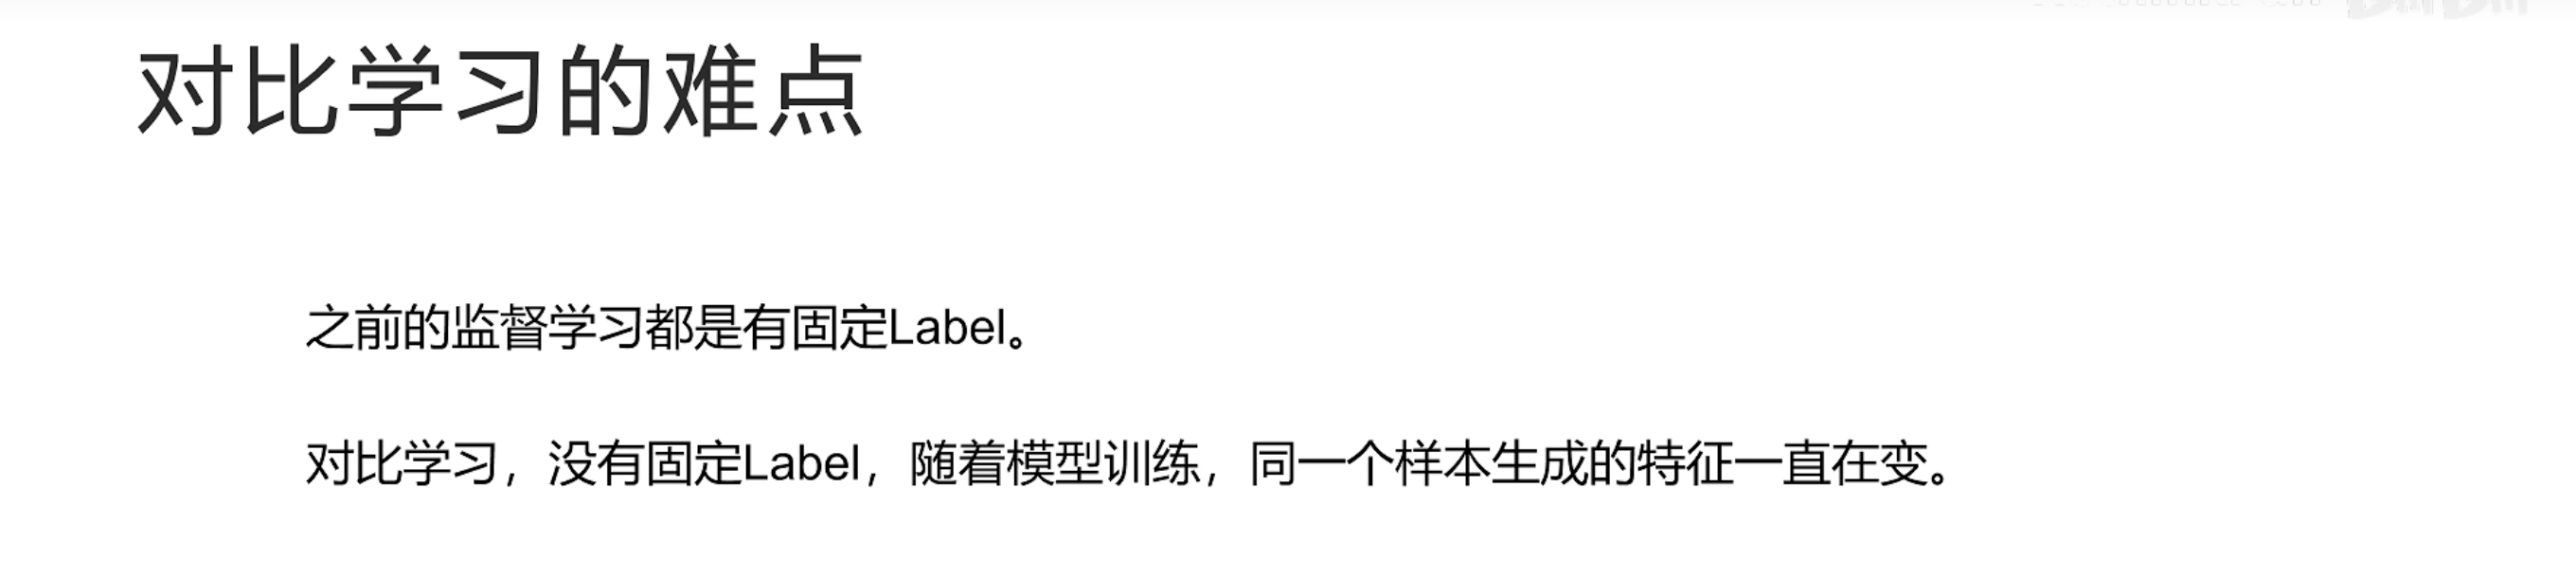 对比学习的难点
之前的监督学习都是有固定Label。
对比学习，没有固定Label，随着模型训练，同一个样本生成的特征一直在变。